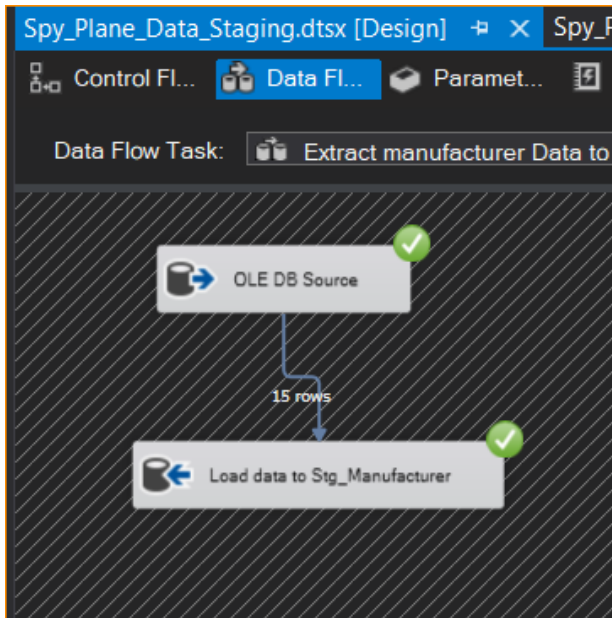 Spy_Plane_Data_Staging.dtsx [Design] Spy_P
Control Fl... Data Fl... Paramet...
Data Flow Task: Extract manufacturer Data to
OLE DB Source
15 rows
Load data to Stg_Manufacturer